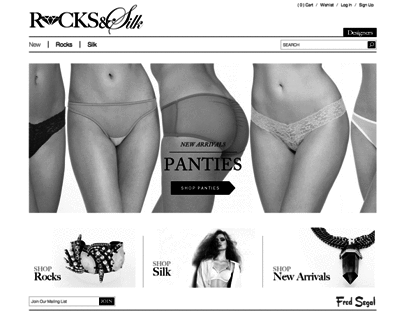 ROCKS&Silk
( 0 ) Cart / Wishlist / Log In / Sign Up
Designers
New | Rocks | Silk
SEARCH
NEW ARRIVALS
PANTIES
SHOP PANTIES
SHOP
Rocks
SHOP
Silk
SHOP
New Arrivals
Join Our Mailing List
JOIN
Fred Segal